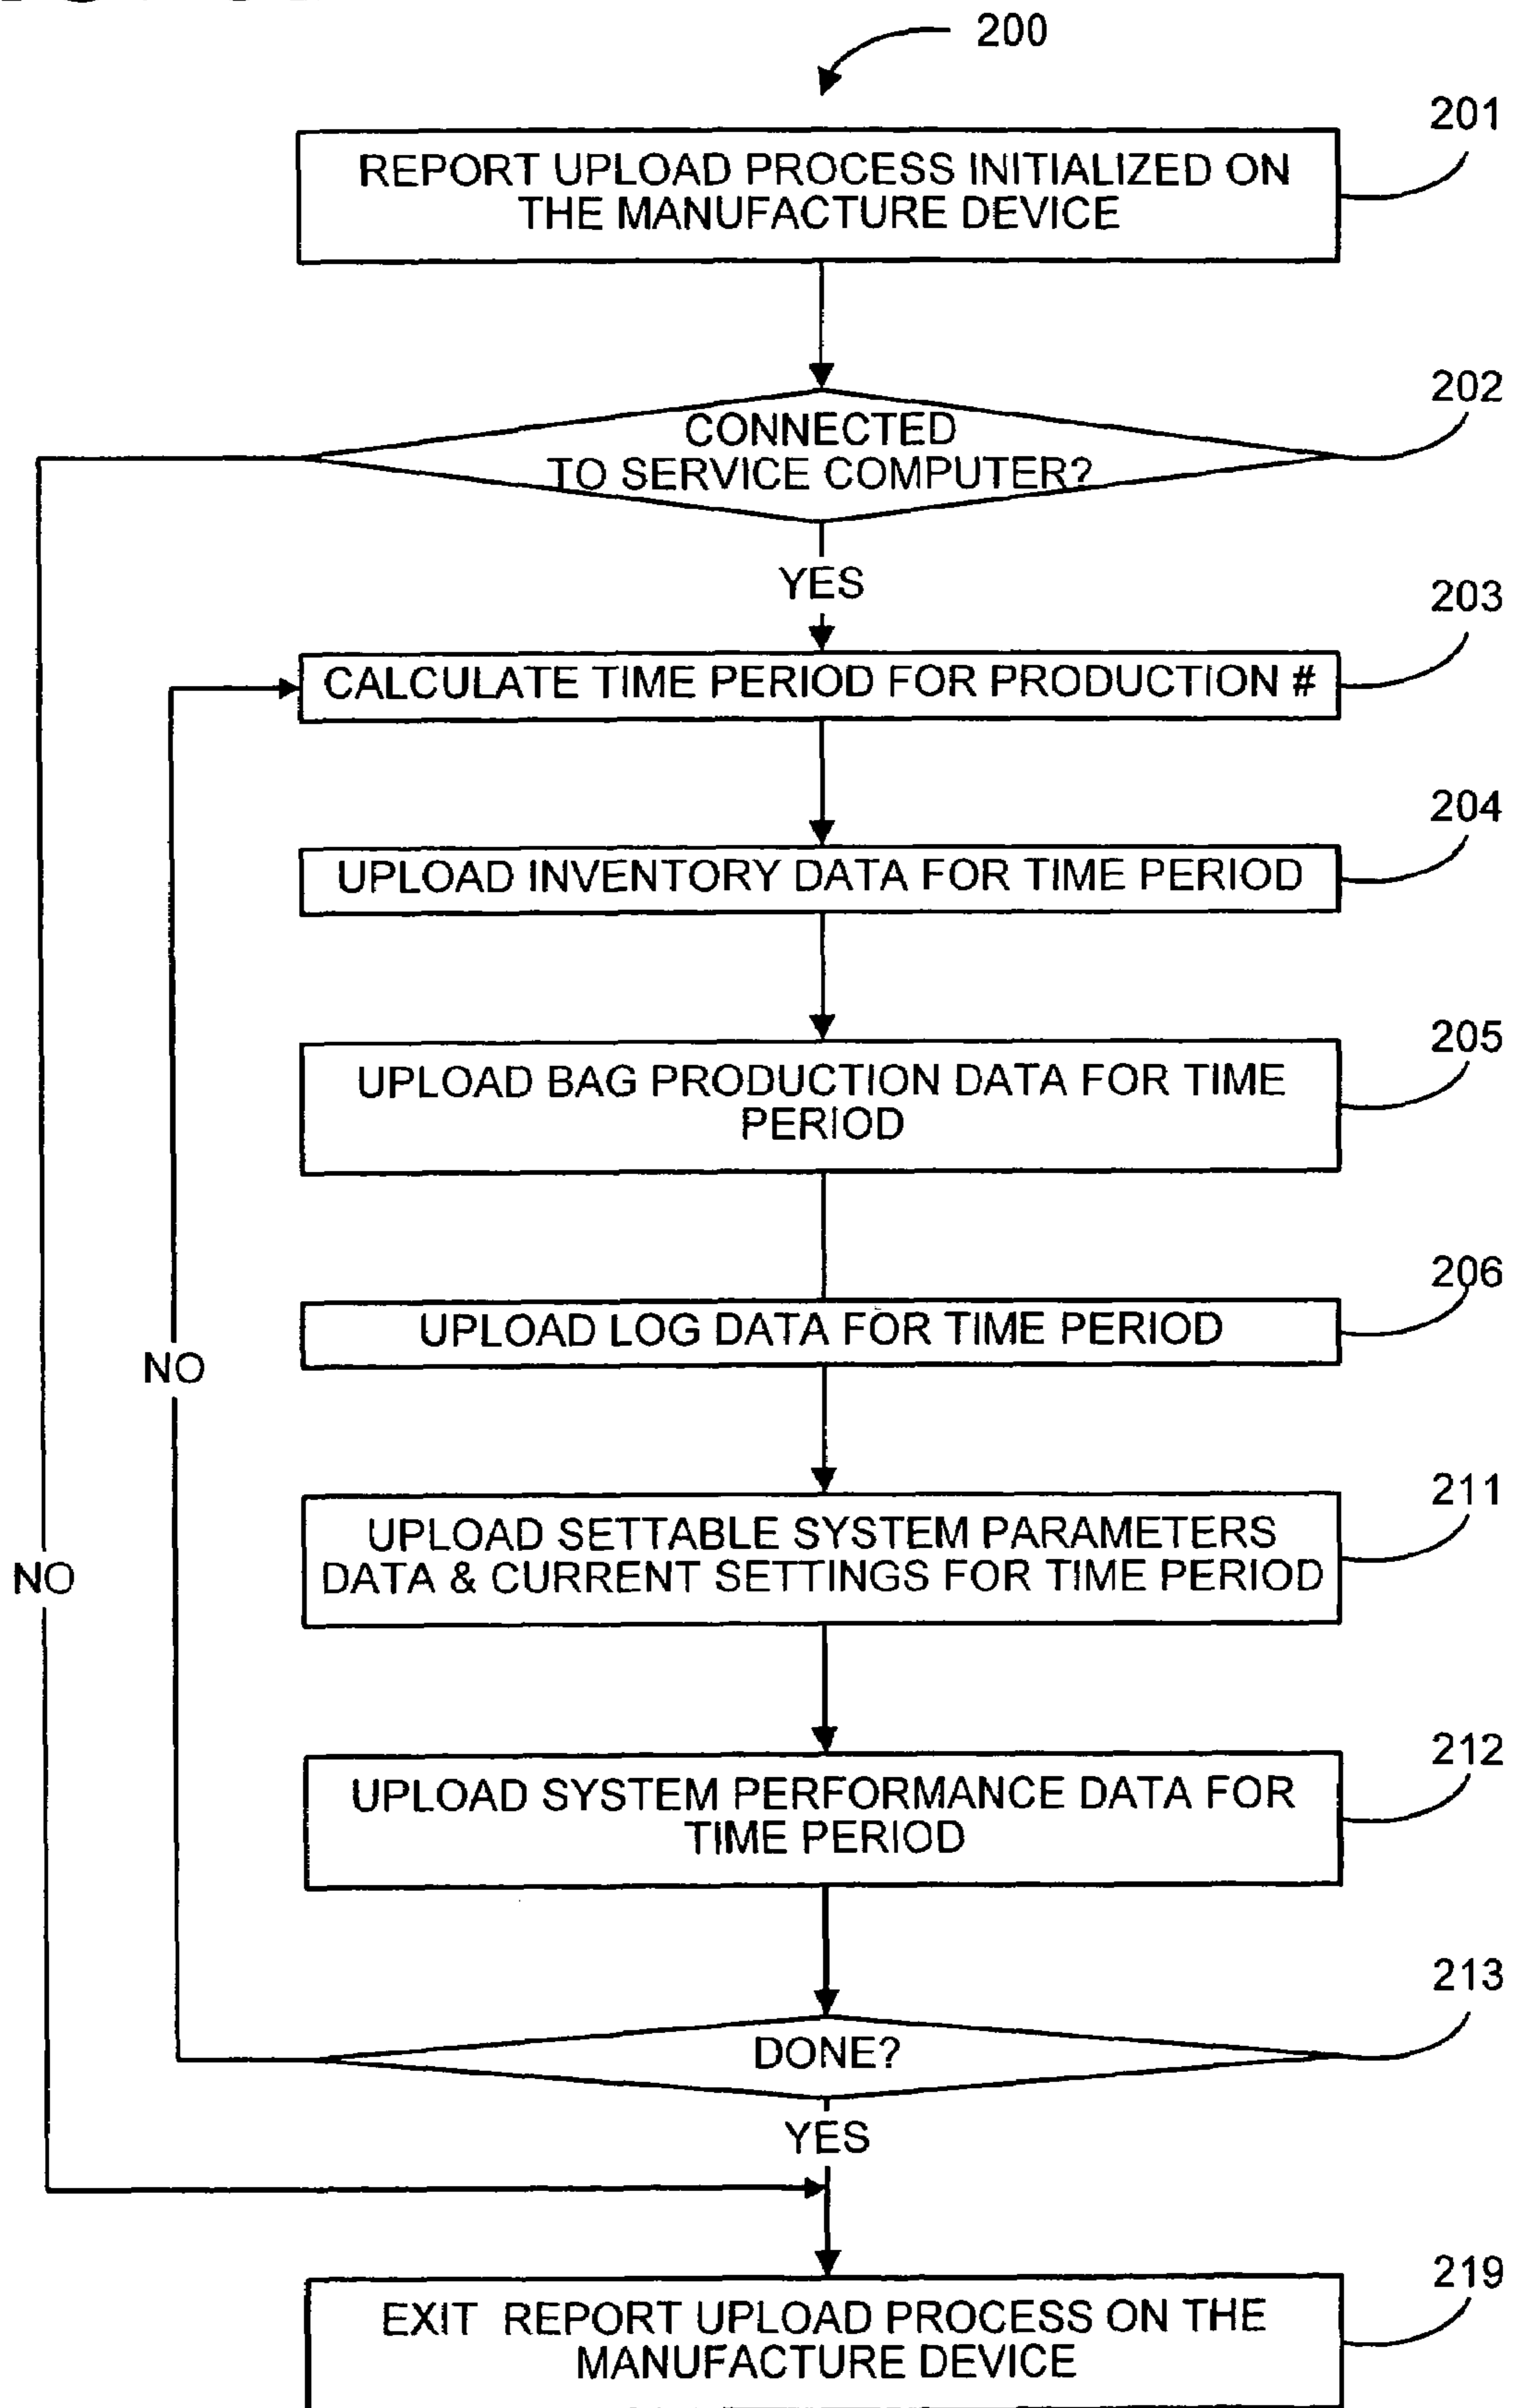 200
201
REPORT UPLOAD PROCESS INITIALIZED ON
THE MANUFACTURE DEVICE
202
CONNECTED
TO SERVICE COMPUTER?
YES
203
CALCULATE TIME PERIOD FOR PRODUCTION #
204
UPLOAD INVENTORY DATA FOR TIME PERIOD
205
UPLOAD BAG PRODUCTION DATA FOR TIME
PERIOD
206
UPLOAD LOG DATA FOR TIME PERIOD
NO
211
UPLOAD SETTABLE SYSTEM PARAMETERS
DATA & CURRENT SETTINGS FOR TIME PERIOD
NO
212
UPLOAD SYSTEM PERFORMANCE DATA FOR
TIME PERIOD
213
DONE?
YES
219
EXIT REPORT UPLOAD PROCESS ON THE
MANUFACTURE DEVICE